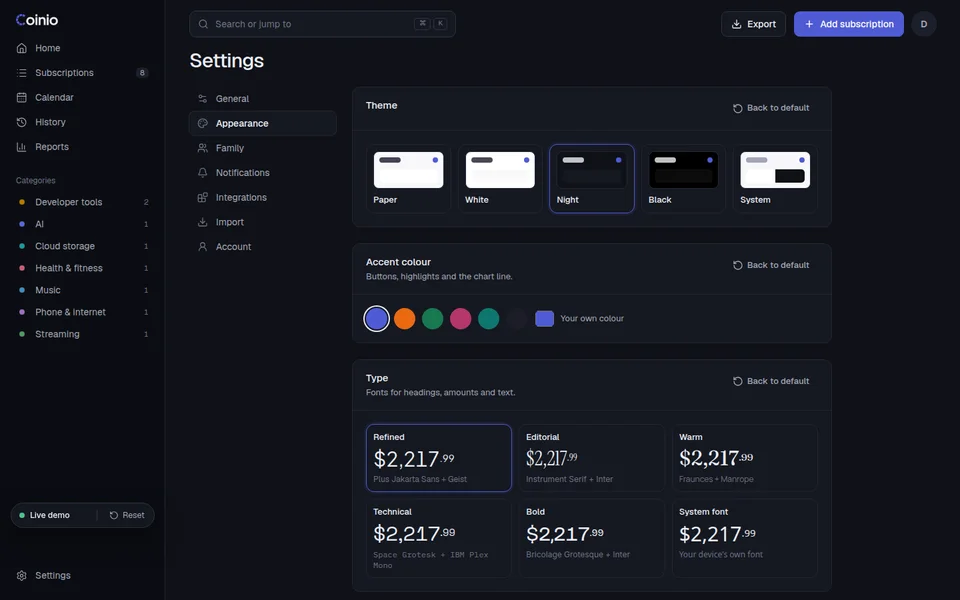 Coinio
Home
Subscriptions 8
Calendar
History
Reports
Categories
Developer tools 2
AI 1
Cloud storage 1
Health & fitness 1
Music 1
Phone & internet 1
Streaming 1
Live demo Reset
Settings
Search or jump to ⌘ K
Export
+ Add subscription
D
Settings
General
Appearance
Family
Notifications
Integrations
Import
Account
Theme
Back to default
Paper
White
Night
Black
System
Accent colour
Buttons, highlights and the chart line.
Back to default
Your own colour
Type
Fonts for headings, amounts and text.
Back to default
Refined
$2,217.99
Plus Jakarta Sans + Geist
Editorial
$2,217.99
Instrument Serif + Inter
Warm
$2,217.99
Fraunces + Manrope
Technical
$2,217.99
Space Grotesk + IBM Plex
Mono
Bold
$2,217.99
Bricolage Grotesque + Inter
System font
$2,217.99
Your device's own font